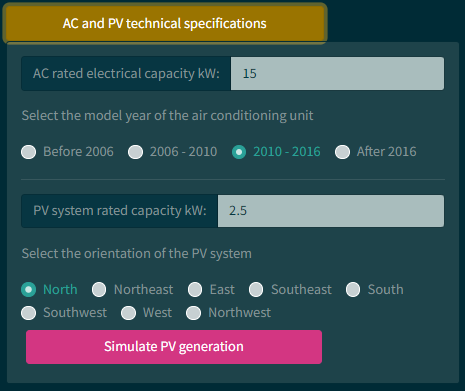 AC and PV technical specifications
AC rated electrical capacity kW: 15
Select the model year of the air conditioning unit
Before 2006 2006 - 2010 2010 - 2016 After 2016
PV system rated capacity kW: 2.5
Select the orientation of the PV system
North Northeast East Southeast South
Southwest West Northwest
Simulate PV generation